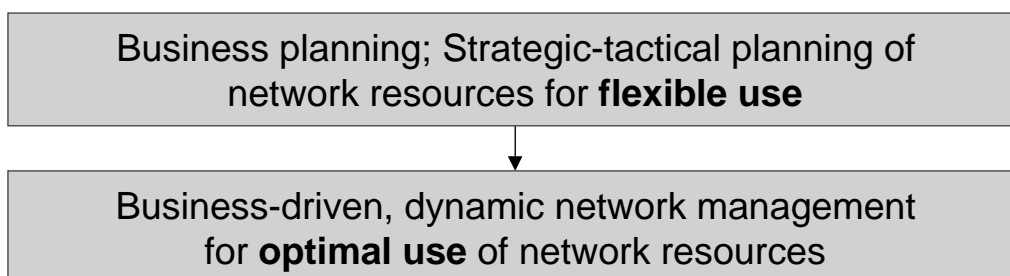 Business planning; Strategic-tactical planning of
network resources for flexible use
Business-driven, dynamic network management
for optimal use of network resources